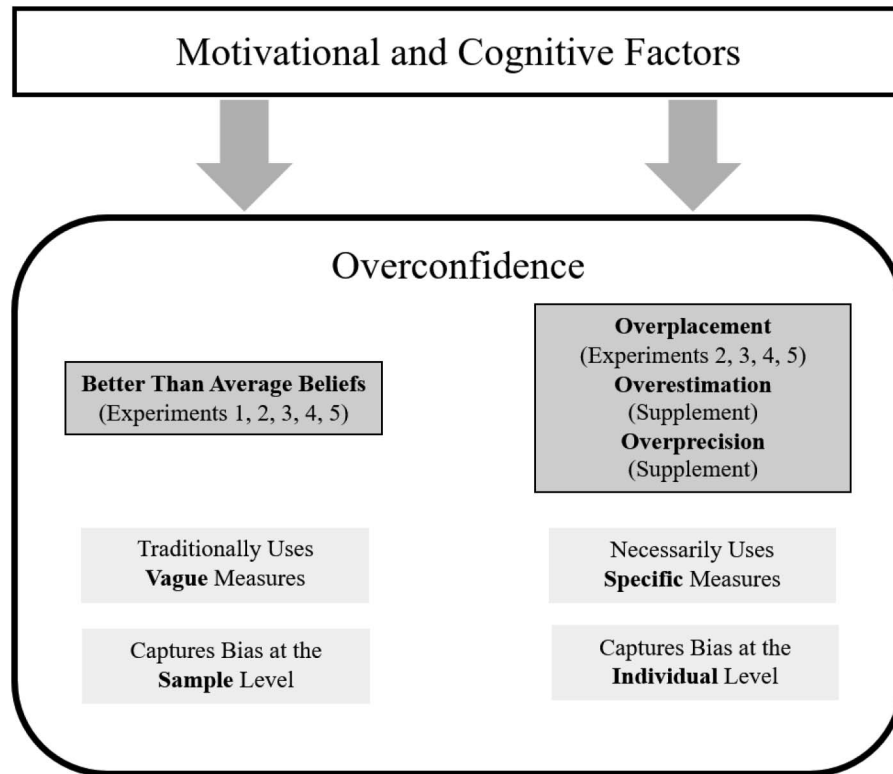 Motivational and Cognitive Factors
Overconfidence
Better Than Average Beliefs
(Experiments 1, 2, 3, 4, 5)
Overplacement
(Experiments 2, 3, 4, 5)
Overestimation
(Supplement)
Overprecision
(Supplement)
Traditionally Uses
Vague Measures
Necessarily Uses
Specific Measures
Captures Bias at the
Sample Level
Captures Bias at the
Individual Level